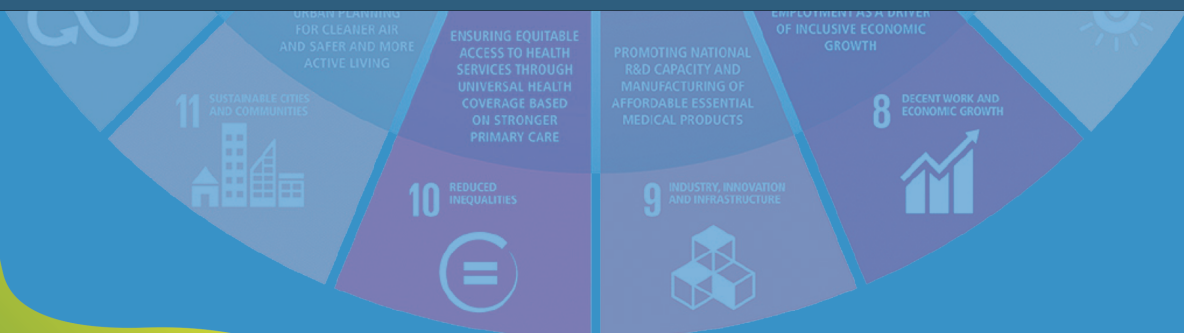 URBAN PLANNING
FOR CLEANER AIR
AND SAFER AND MORE
ACTIVE LIVING
11 SUSTAINABLE CITIES
AND COMMUNITIES
ENSURING EQUITABLE
ACCESS TO HEALTH
SERVICES THROUGH
UNIVERSAL HEALTH
COVERAGE BASED
ON STRONGER
PRIMARY CARE
10 REDUCED
INEQUALITIES
PROMOTING NATIONAL
R&D CAPACITY AND
MANUFACTURING OF
AFFORDABLE ESSENTIAL
MEDICAL PRODUCTS
9 INDUSTRY, INNOVATION
AND INFRASTRUCTURE
EMPLOYMENT AS A DRIVER
OF INCLUSIVE ECONOMIC
GROWTH
8 DECENT WORK AND
ECONOMIC GROWTH